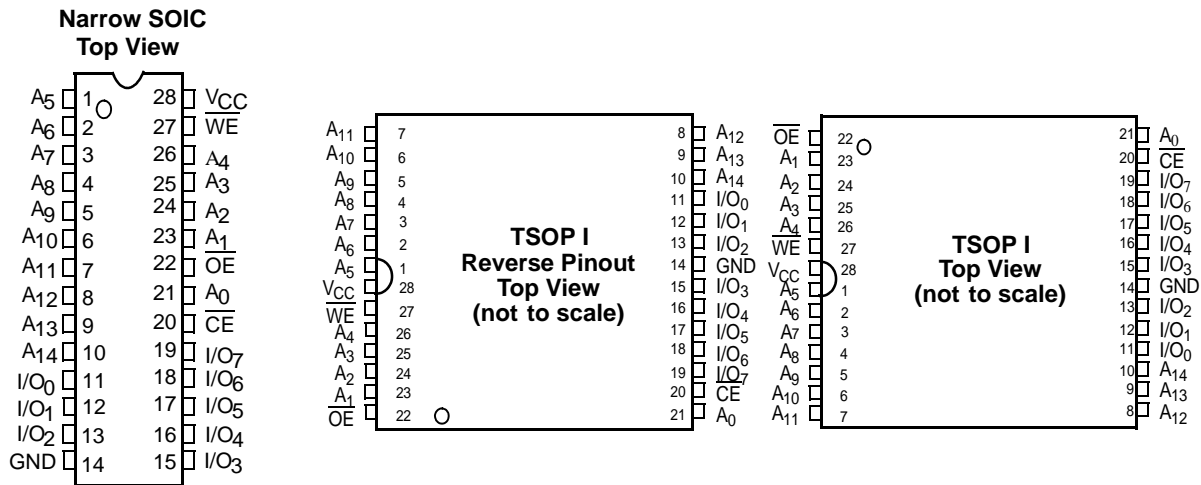 Narrow SOIC
Top View
A5 1 28 VCC
A6 2 27 W̅E̅
A7 3 26 A4
A8 4 25 A3
A9 5 24 A2
A10 6 23 A1
A11 7 22 O̅E̅
A12 8 21 A0
A13 9 20 C̅E̅
A14 10 19 I/O7
I/O0 11 18 I/O6
I/O1 12 17 I/O5
I/O2 13 16 I/O4
GND 14 15 I/O3
A11 7 8 A12
A10 6 9 A13
A9 5 10 A14
A8 4 11 I/O0
A7 3 12 I/O1
A6 2 13 I/O2
A5 1 14 GND
VCC 28 15 I/O3
W̅E̅ 27 16 I/O4
A4 26 17 I/O5
A3 25 18 I/O6
A2 24 19 I/O7
A1 23 20 C̅E̅
O̅E̅ 22 21 A0
TSOP I
Reverse Pinout
Top View
(not to scale)
O̅E̅ 22 21 A0
A1 23 20 C̅E̅
A2 24 19 I/O7
A3 25 18 I/O6
A4 26 17 I/O5
W̅E̅ 27 16 I/O4
VCC 28 15 I/O3
A5 1 14 GND
A6 2 13 I/O2
A7 3 12 I/O1
A8 4 11 I/O0
A9 5 10 A14
A10 6 9 A13
A11 7 8 A12
TSOP I
Top View
(not to scale)